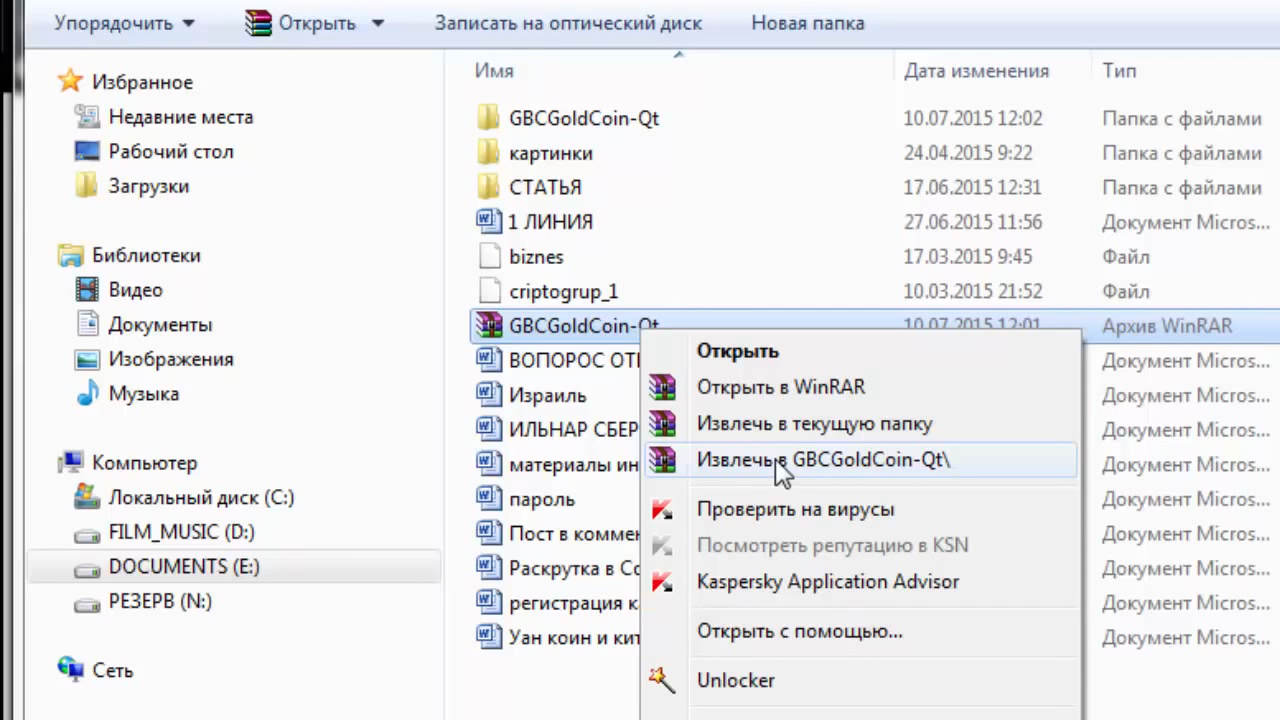 Упорядочить Открыть Записать на оптический диск Новая папка
Избранное
Недавние места
Рабочий стол
Загрузки
Библиотеки
Видео
Документы
Изображения
Музыка
Компьютер
Локальный диск (C:)
FILM_MUSIC (D:)
DOCUMENTS (E:)
РЕЗЕРВ (N:)
Сеть
Имя Дата изменения Тип
GBCGoldCoin-Qt 10.07.2015 12:02 Папка с файлами
картинки 24.04.2015 9:22 Папка с файлами
СТАТЬЯ 17.06.2015 12:31 Папка с файлами
1 ЛИНИЯ 27.06.2015 11:56 Документ Micros...
biznes 17.03.2015 9:45 Файл
criptogrup_1 10.03.2015 21:52 Файл
GBCGoldCoin-Qt 10.07.2015 12:01 Архив WinRAR
ВОПОРОС Документ Micros...
Израиль Документ Micros...
ИЛЬНАР СБЕР Документ Micros...
материалы Документ Micros...
пароль Документ Micros...
Пост в Документ Micros...
Раскрутка в Документ Micros...
регистрация Документ Micros...
Уан коин и Документ Micros...
Открыть
Открыть в WinRAR
Извлечь в текущую папку
Извлечь в GBCGoldCoin-Qt\
Проверить на вирусы
Посмотреть репутацию в KSN
Kaspersky Application Advisor
Открыть с помощью...
Unlocker